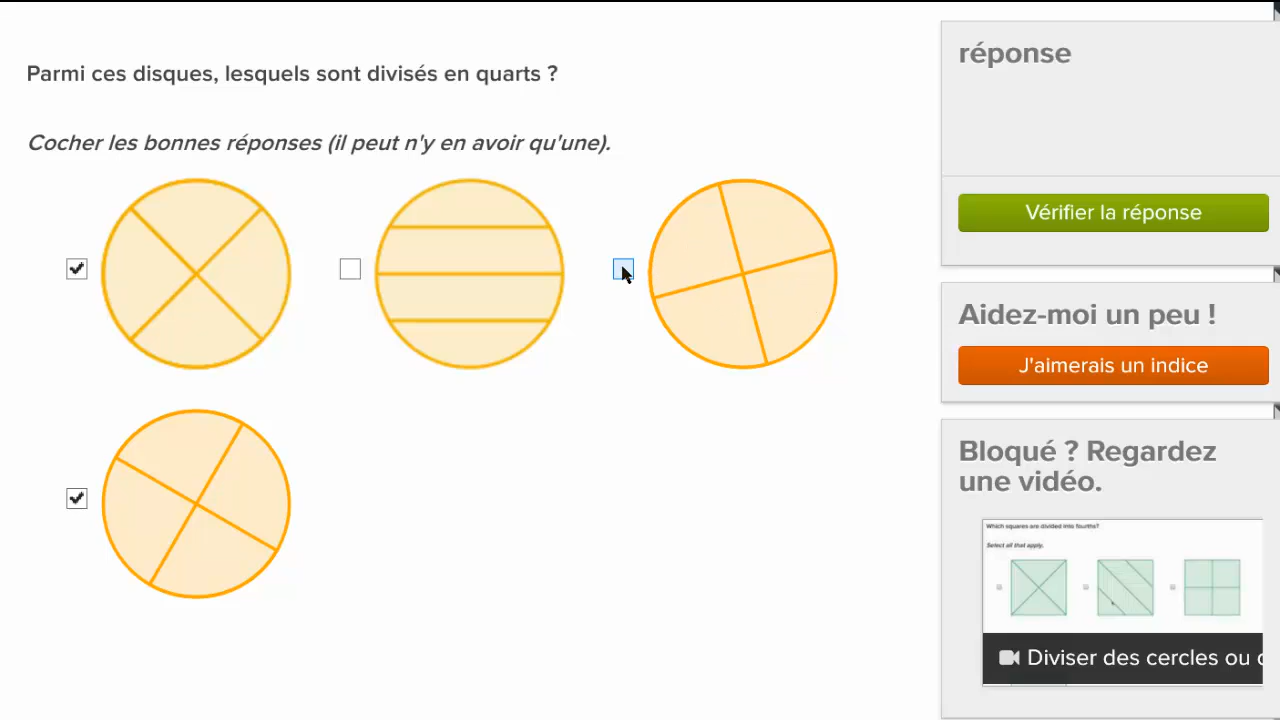 Parmi ces disques, lesquels sont divisés en quarts ?
Cocher les bonnes réponses (il peut n'y en avoir qu'une).
réponse
Vérifier la réponse
Aidez-moi un peu !
J'aimerais un indice
Bloqué ? Regardez
une vidéo.
Which squares are divided into fourths?
Select all that apply.
Diviser des cercles ou